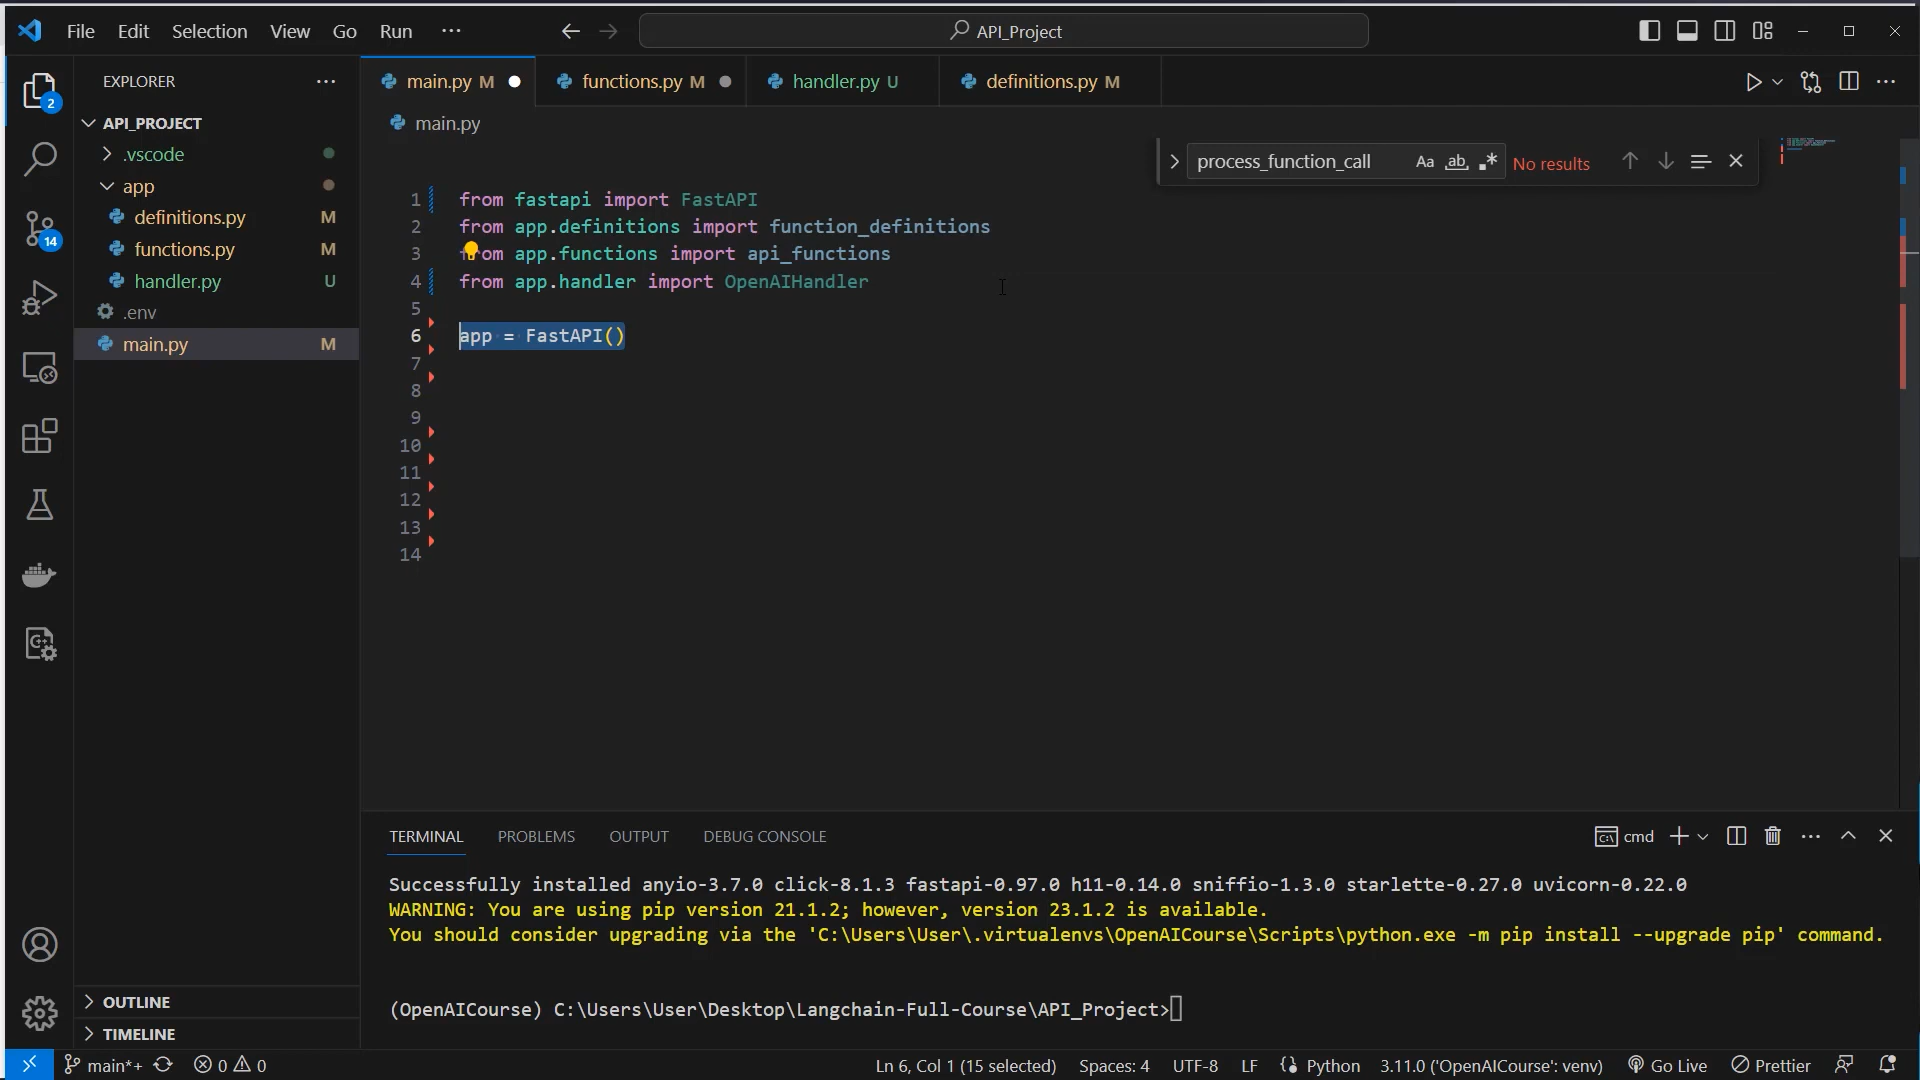 File Edit Selection View Go Run ··· API_Project
EXPLORER ···
main.py M functions.py M handler.py U definitions.py M
API_PROJECT
main.py
.vscode
process_function_call Aa ab No results
app
definitions.py M
functions.py M
handler.py U
.env
main.py M
2
14
1 from fastapi import FastAPI
2 from app.definitions import function_definitions
3 from app.functions import api_functions
4 from app.handler import OpenAIHandler
5
6 app = FastAPI()
7
8
9
10
11
12
13
14
TERMINAL PROBLEMS OUTPUT DEBUG CONSOLE cmd
Successfully installed anyio-3.7.0 click-8.1.3 fastapi-0.97.0 h11-0.14.0 sniffio-1.3.0 starlette-0.27.0 uvicorn-0.22.0
WARNING: You are using pip version 21.1.2; however, version 23.1.2 is available.
You should consider upgrading via the 'C:\Users\User\.virtualenvs\OpenAICourse\Scripts\python.exe -m pip install --upgrade pip' command.
(OpenAICourse) C:\Users\User\Desktop\Langchain-Full-Course\API_Project>
OUTLINE
TIMELINE
main*+ 0 0 Ln 6, Col 1 (15 selected) Spaces: 4 UTF-8 LF Python 3.11.0 ('OpenAICourse': venv) Go Live Prettier